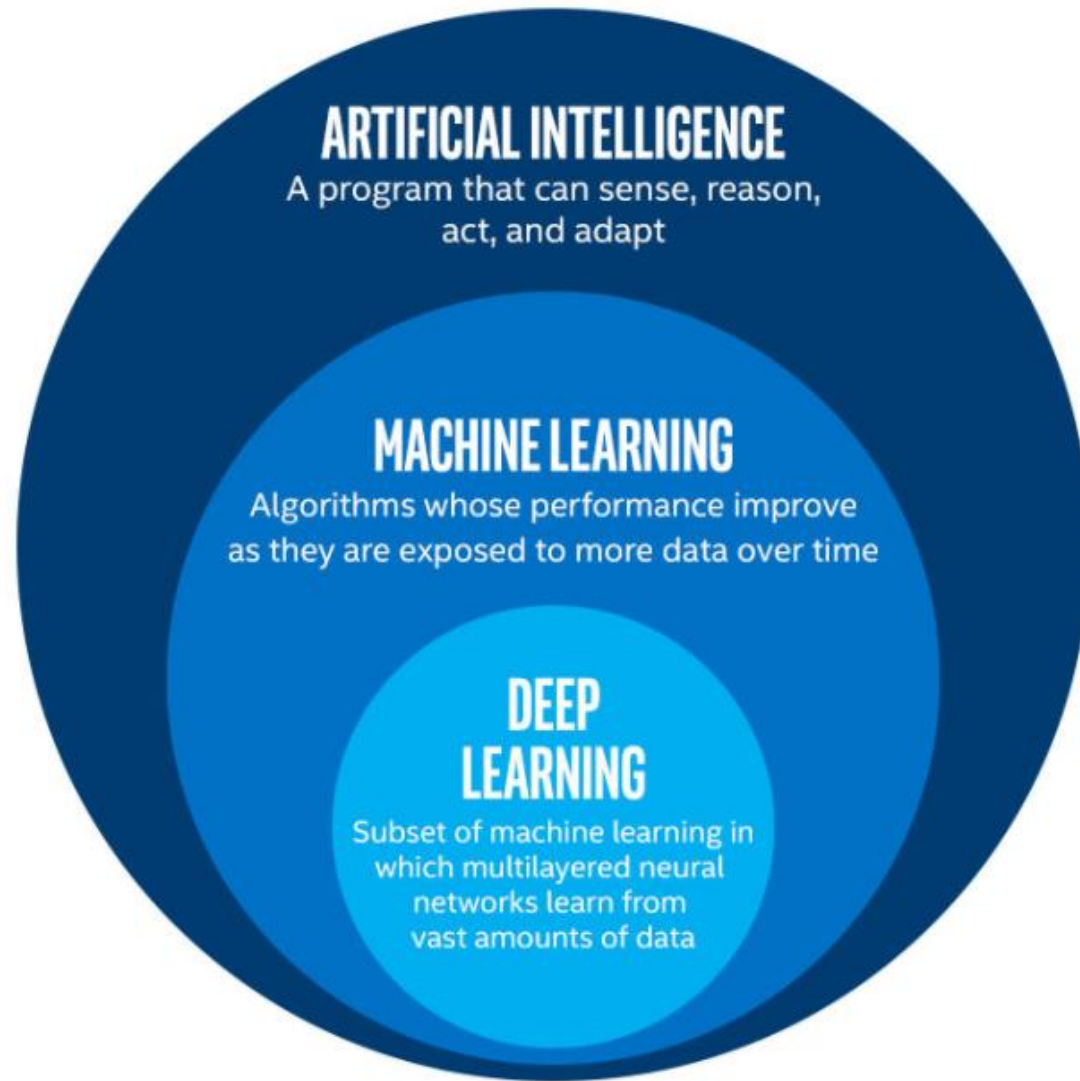 ARTIFICIAL INTELLIGENCE
A program that can sense, reason,
act, and adapt
MACHINE LEARNING
Algorithms whose performance improve
as they are exposed to more data over time
DEEP
LEARNING
Subset of machine learning in
which multilayered neural
networks learn from
vast amounts of data